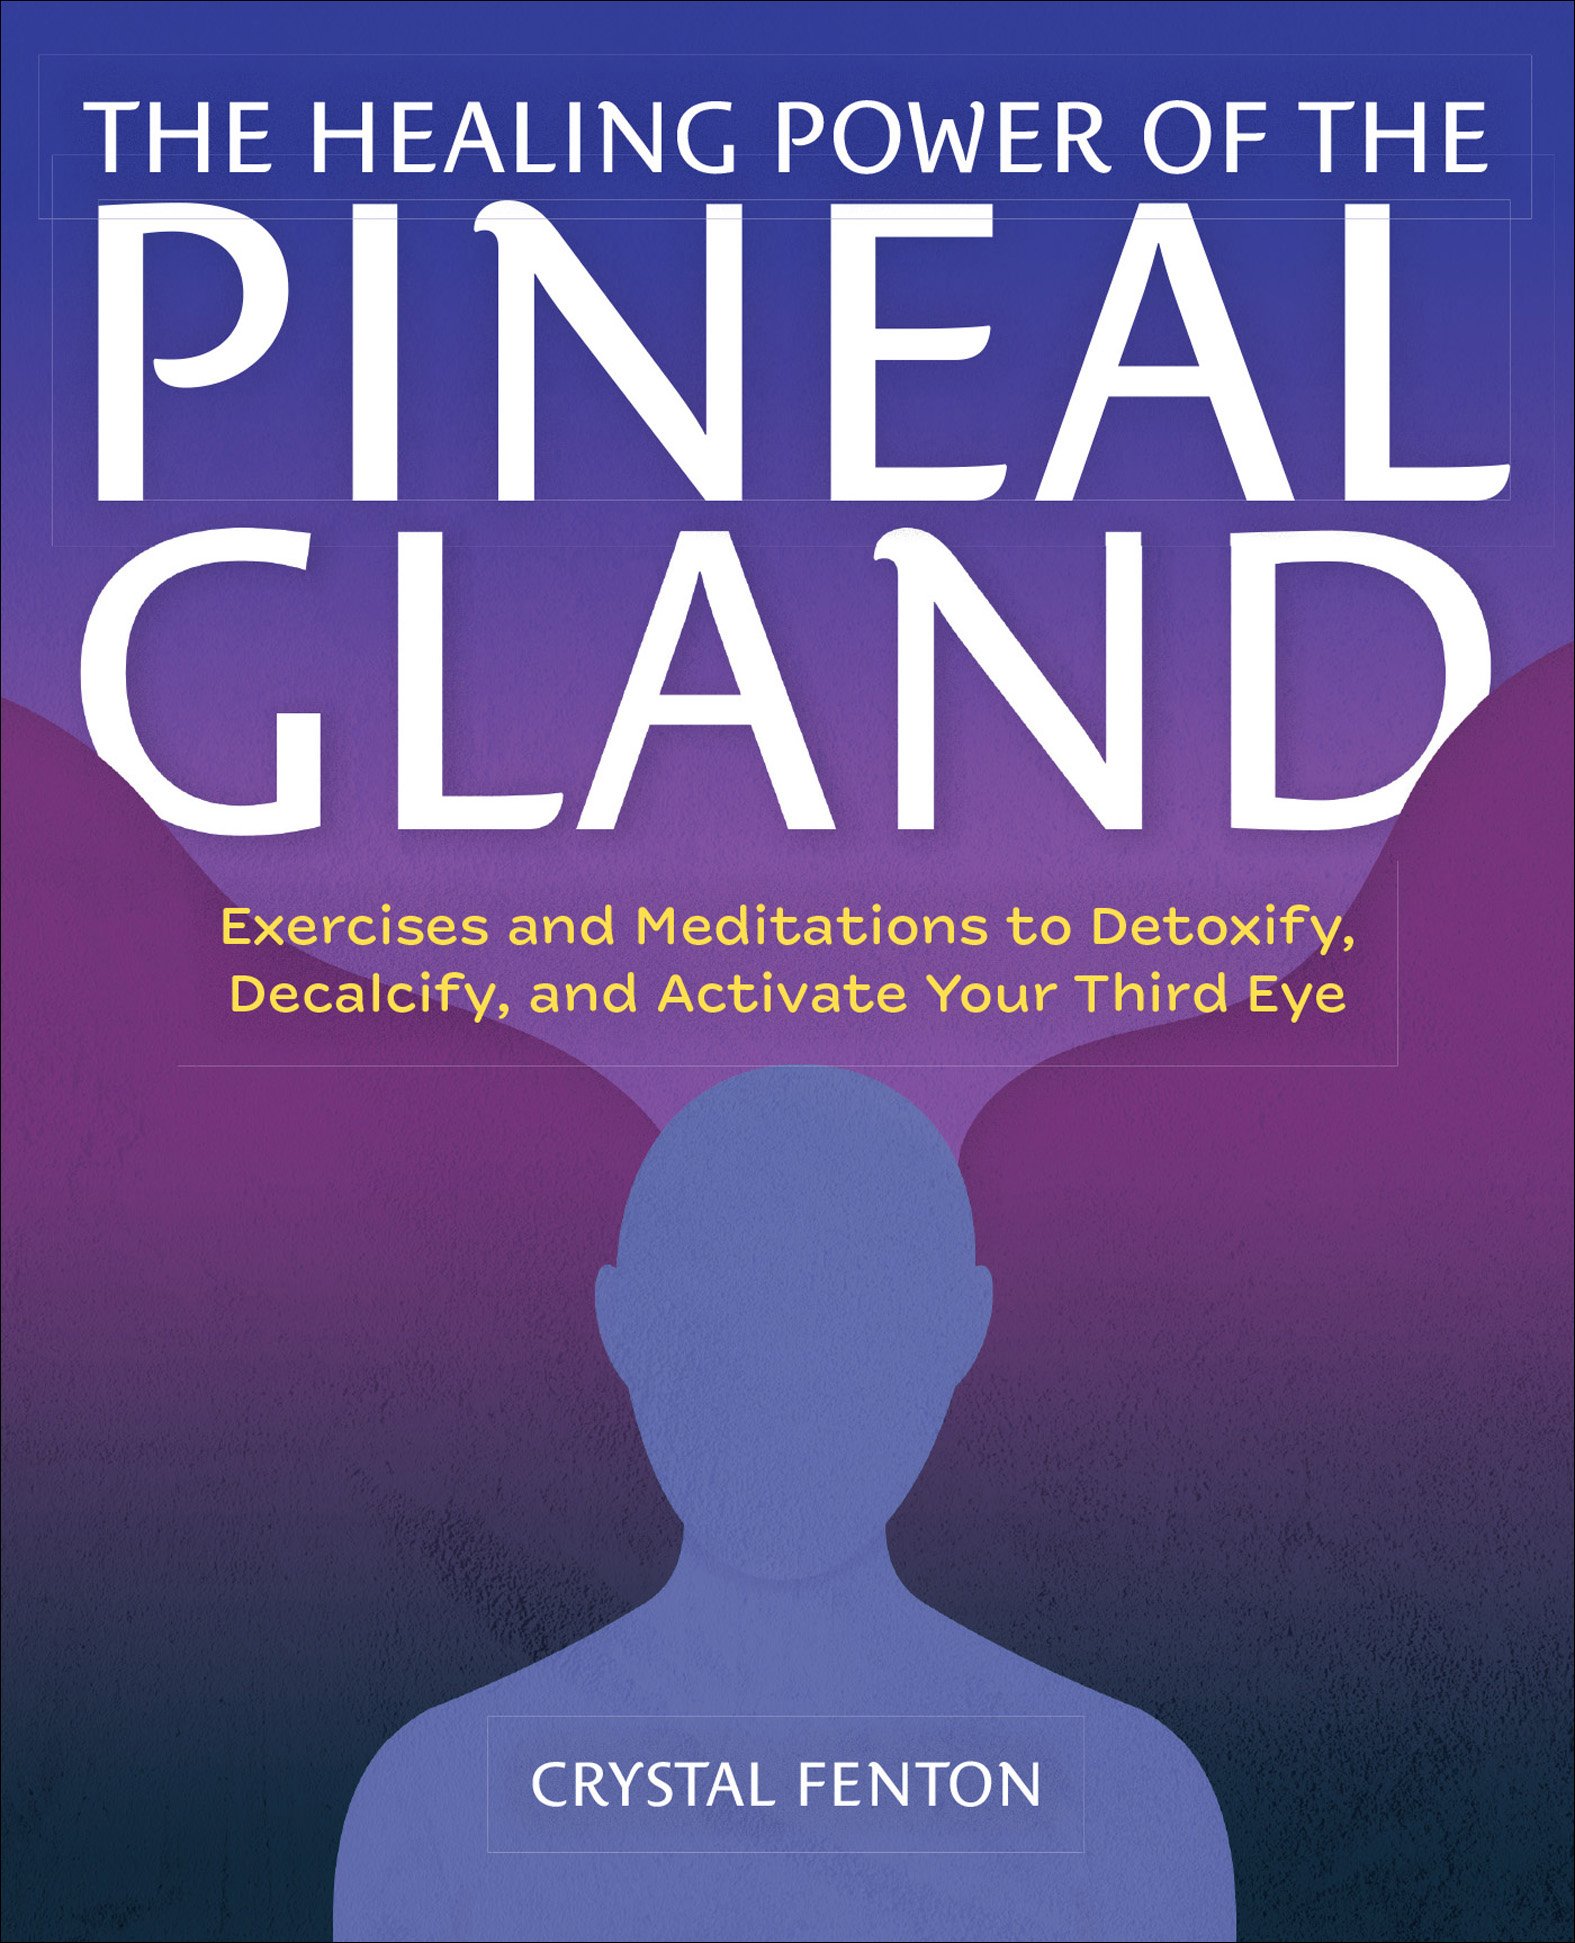 THE HEALING POWER OF THE
PINEAL
GLAND
Exercises and Meditations to Detoxify,
Decalcify, and Activate Your Third Eye
CRYSTAL FENTON